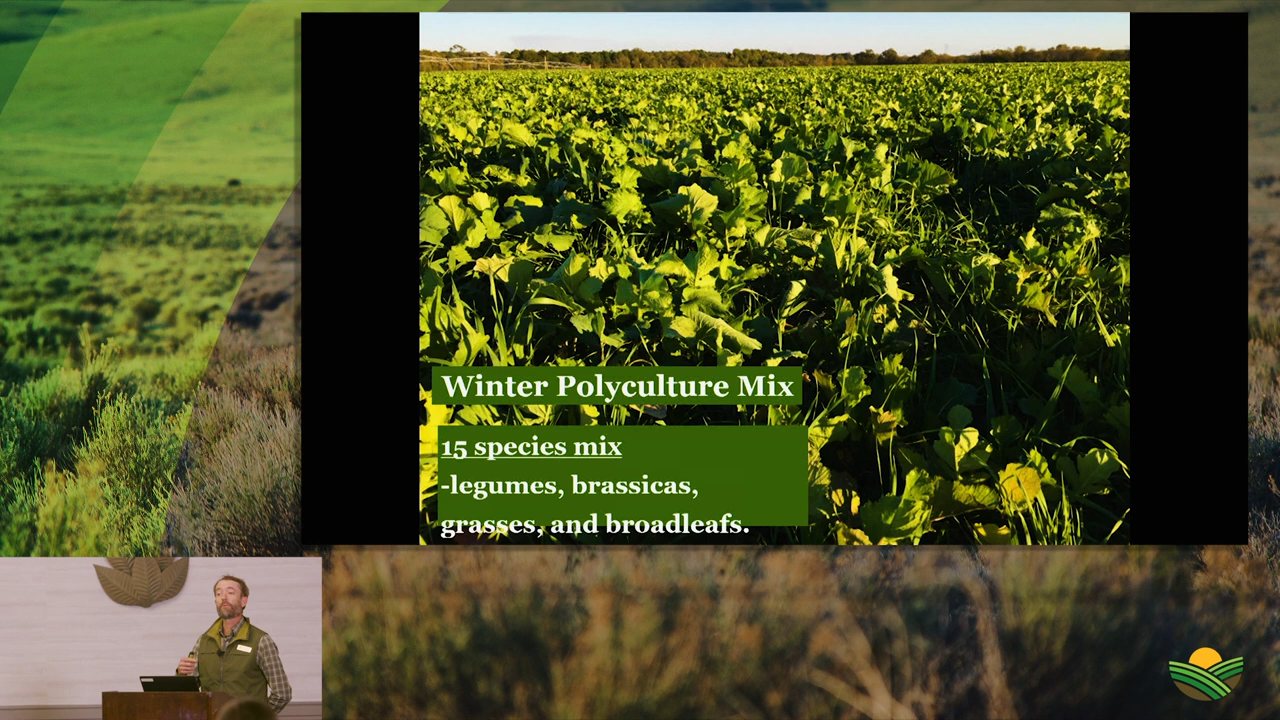 Winter Polyculture Mix
15 species mix
-legumes, brassicas,
grasses, and broadleafs.